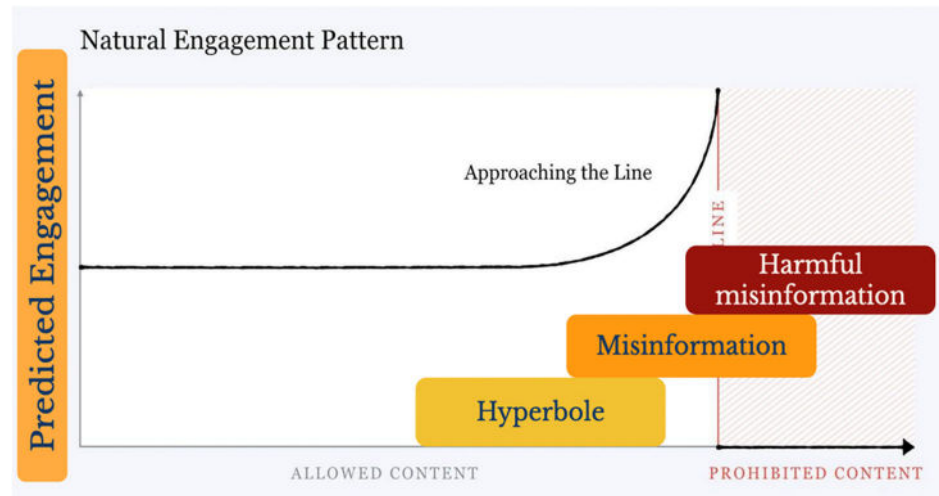 Natural Engagement Pattern
Predicted Engagement
Approaching the Line
LINE
Harmful
misinformation
Misinformation
Hyperbole
ALLOWED CONTENT
PROHIBITED CONTENT